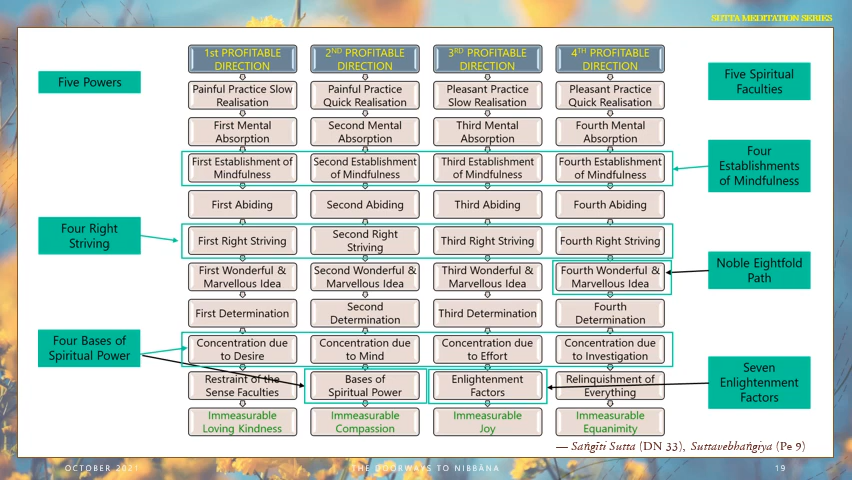 SUTTA MEDITATION SERIES
1st PROFITABLE
DIRECTION
2ND PROFITABLE
DIRECTION
3RD PROFITABLE
DIRECTION
4TH PROFITABLE
DIRECTION
Five Powers
Five Spiritual
Faculties
Painful Practice Slow
Realisation
Painful Practice
Quick Realisation
Pleasant Practice
Slow Realisation
Pleasant Practice
Quick Realisation
First Mental
Absorption
Second Mental
Absorption
Third Mental
Absorption
Fourth Mental
Absorption
Four
Establishments
of Mindfulness
First Establishment of
Mindfulness
Second Establishment
of Mindfulness
Third Establishment
of Mindfulness
Fourth Establishment
of Mindfulness
First Abiding
Second Abiding
Third Abiding
Fourth Abiding
Four Right
Striving
First Right Striving
Second Right
Striving
Third Right Striving
Fourth Right Striving
First Wonderful &
Marvellous Idea
Second Wonderful &
Marvellous Idea
Third Wonderful &
Marvellous Idea
Fourth Wonderful &
Marvellous Idea
Noble Eightfold
Path
First Determination
Second
Determination
Third Determination
Fourth
Determination
Four Bases of
Spiritual Power
Concentration due
to Desire
Concentration due
to Mind
Concentration due
to Effort
Concentration due
to Investigation
Restraint of the
Sense Faculties
Bases of
Spiritual Power
Enlightenment
Factors
Relinquishment of
Everything
Seven
Enlightenment
Factors
Immeasurable
Loving Kindness
Immeasurable
Compassion
Immeasurable
Joy
Immeasurable
Equanimity
— Saṅgīti Sutta (DN 33), Suttavebhaṅgiya (Pe 9)
OCTOBER 2021
THE DOORWAYS TO NIBBĀNA
19